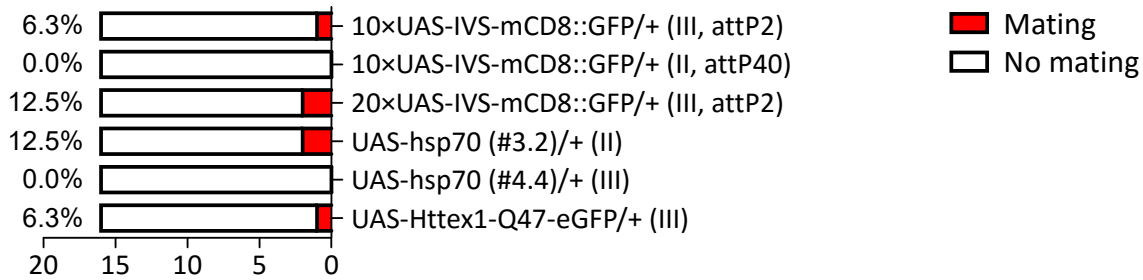 6.3% 10×UAS-IVS-mCD8::GFP/+ (III, attP2)
0.0% 10×UAS-IVS-mCD8::GFP/+ (II, attP40)
12.5% 20×UAS-IVS-mCD8::GFP/+ (III, attP2)
12.5% UAS-hsp70 (#3.2)/+ (II)
0.0% UAS-hsp70 (#4.4)/+ (III)
6.3% UAS-Httex1-Q47-eGFP/+ (III)
20 15 10 5 0
Mating
No mating